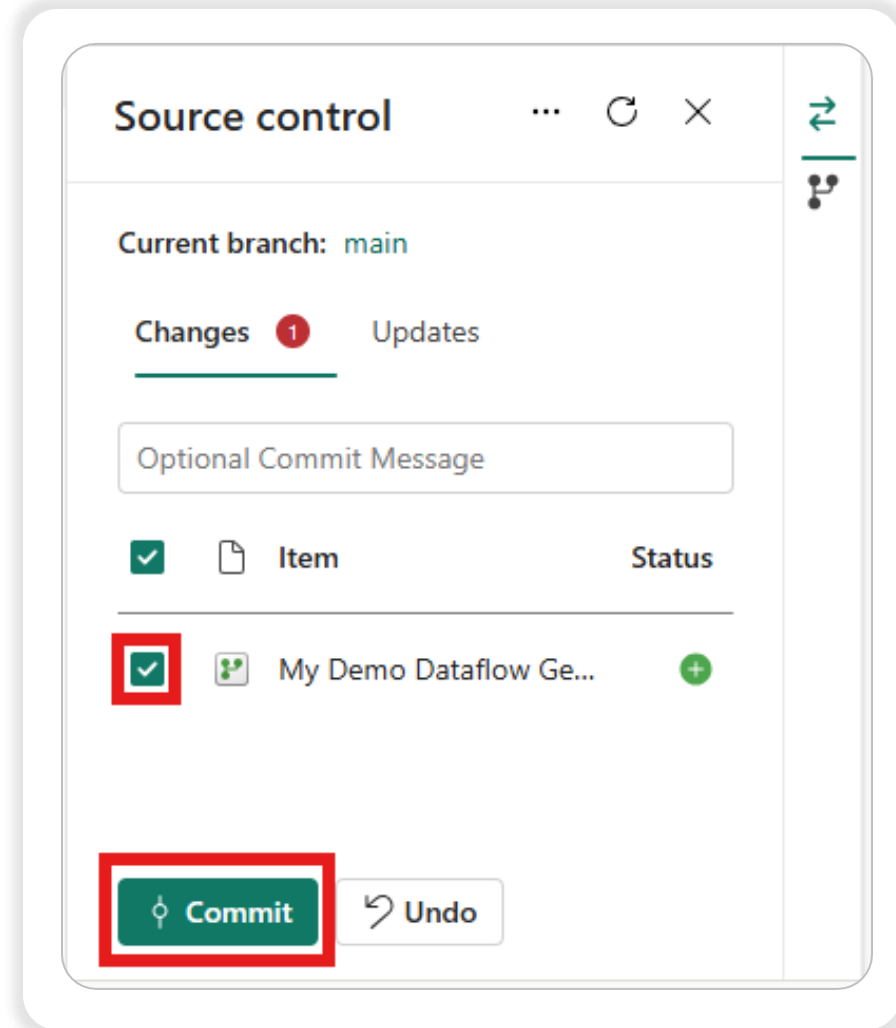 Source control
Current branch: main
Changes 1 Updates
Optional Commit Message
Item Status
My Demo Dataflow Ge...
Commit Undo